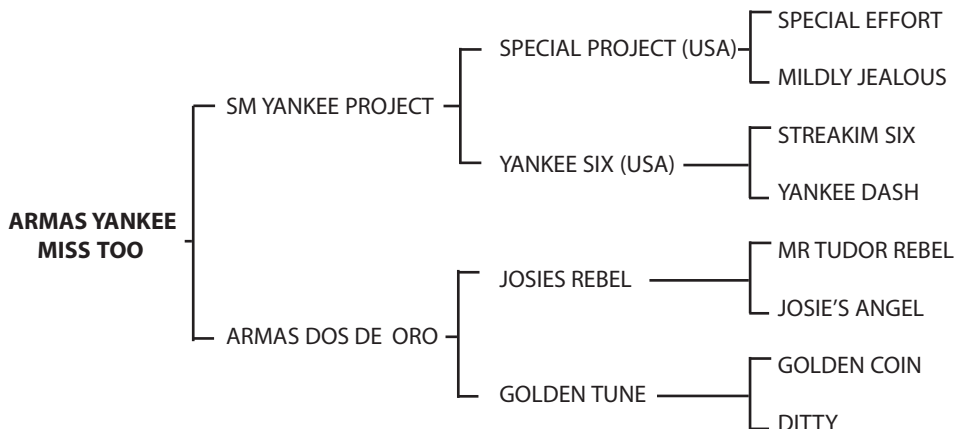 SPECIAL EFFORT
SPECIAL PROJECT (USA)
MILDLY JEALOUS
SM YANKEE PROJECT
STREAKIM SIX
YANKEE SIX (USA)
YANKEE DASH
ARMAS YANKEE
MISS TOO
MR TUDOR REBEL
JOSIES REBEL
JOSIE'S ANGEL
ARMAS DOS DE ORO
GOLDEN COIN
GOLDEN TUNE
DITTY